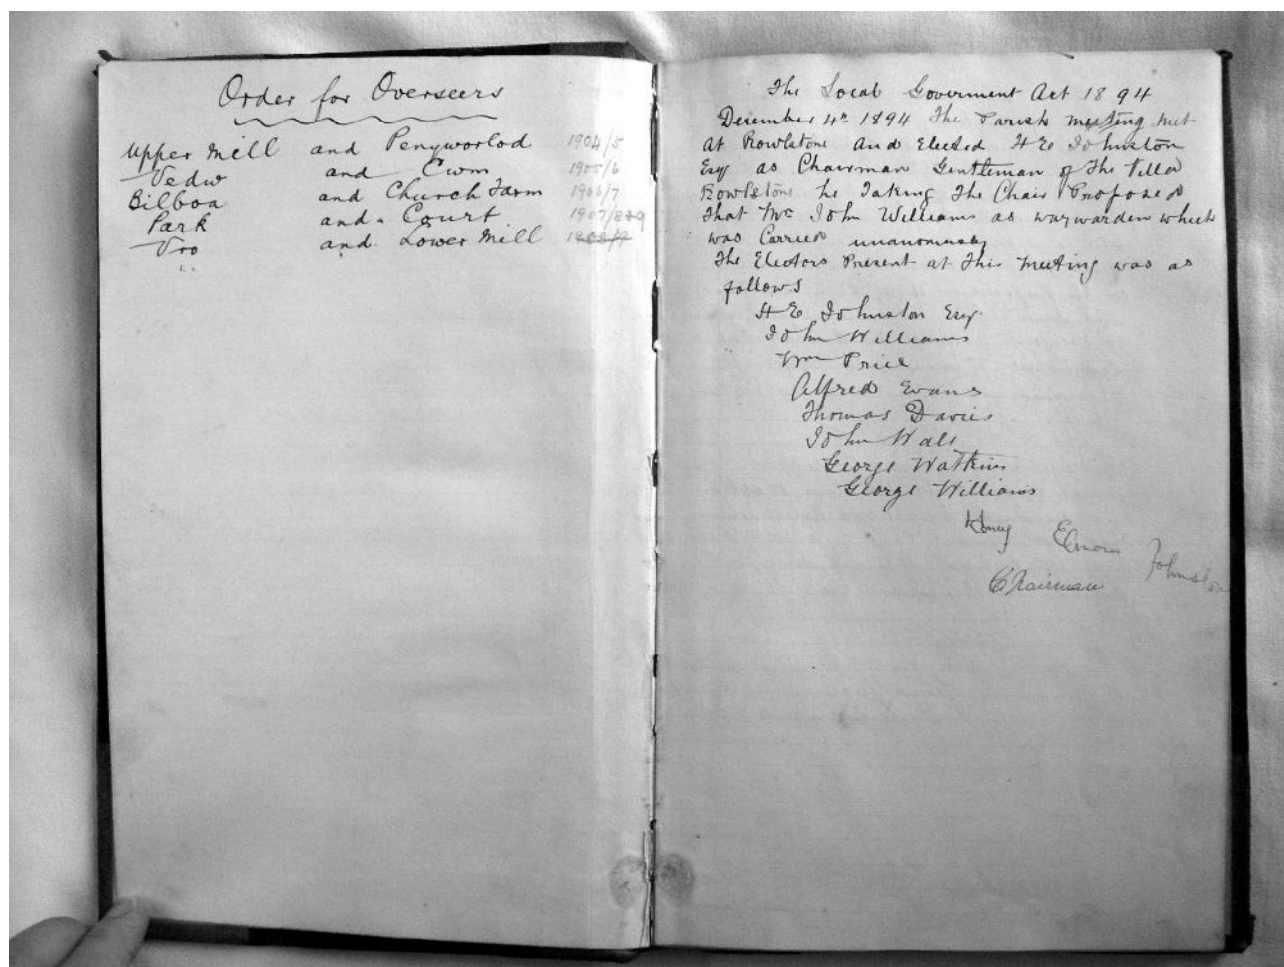 Order for Overseers
Upper Mill and Penyworlod 1904/5
Vedw and Cwm 1905/6
Bilboa and Church Farm 1906/7
Park and Court 1907/8
Vro and Lower Mill
The Local Goverment Act 1894
December 4th 1894 The Parish meeting met
at Rowlstone and Elected H E Johnston
Esq as Chairman Gentleman of The Villa
Rowlstone he Taking The Chair Proposed
that Mr John Williams as waywarden which
was Carried unanomusly
The Electors Present at This Meeting was as
follows
H E Johnston Esq
John Williams
Wm Price
Alfred Evans
Thomas Davies
John Wall
George Watkins
George Williams
Henry Johnston
Chairman